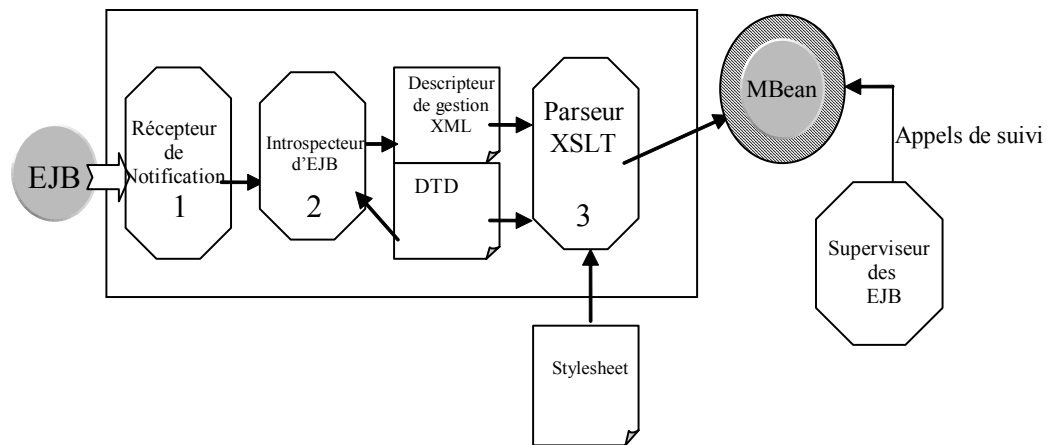 EJB
Récepteur
de
Notification
1
Introspecteur
d'EJB
2
Descripteur
de gestion
XML
DTD
Parseur
XSLT
3
MBean
Appels de suivi
Superviseur
des
EJB
Stylesheet